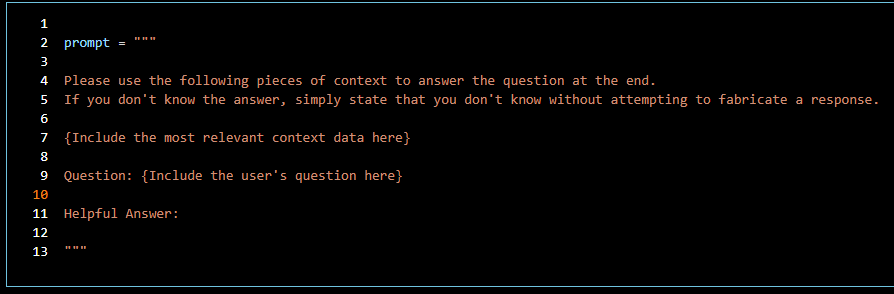 1
2 prompt = """
3
4 Please use the following pieces of context to answer the question at the end.
5 If you don't know the answer, simply state that you don't know without attempting to fabricate a response.
6
7 {Include the most relevant context data here}
8
9 Question: {Include the user's question here}
10
11 Helpful Answer:
12
13 """